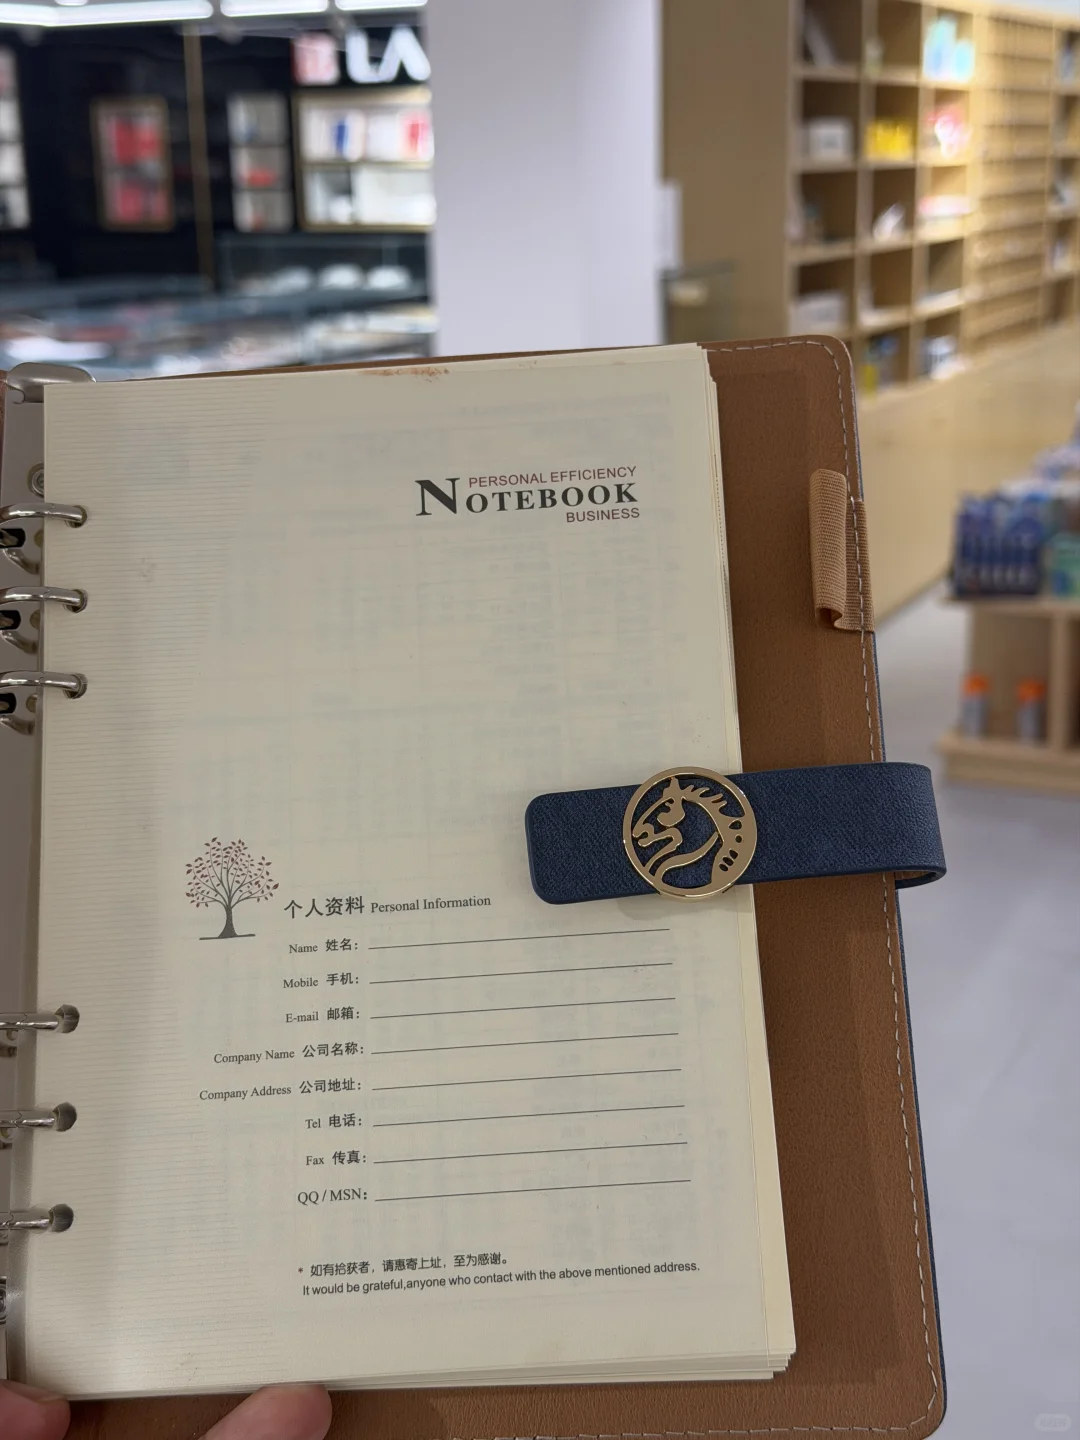 LA
PERSONAL EFFICIENCY
NOTEBOOK
BUSINESS
个人资料 Personal Information
Name 姓名：
Mobile 手机：
E-mail 邮箱：
Company Name 公司名称：
Company Address 公司地址：
Tel 电话：
Fax 传真：
QQ / MSN：
* 如有拾获者，请惠寄上址，至为感谢。
It would be grateful,anyone who contact with the above mentioned address.